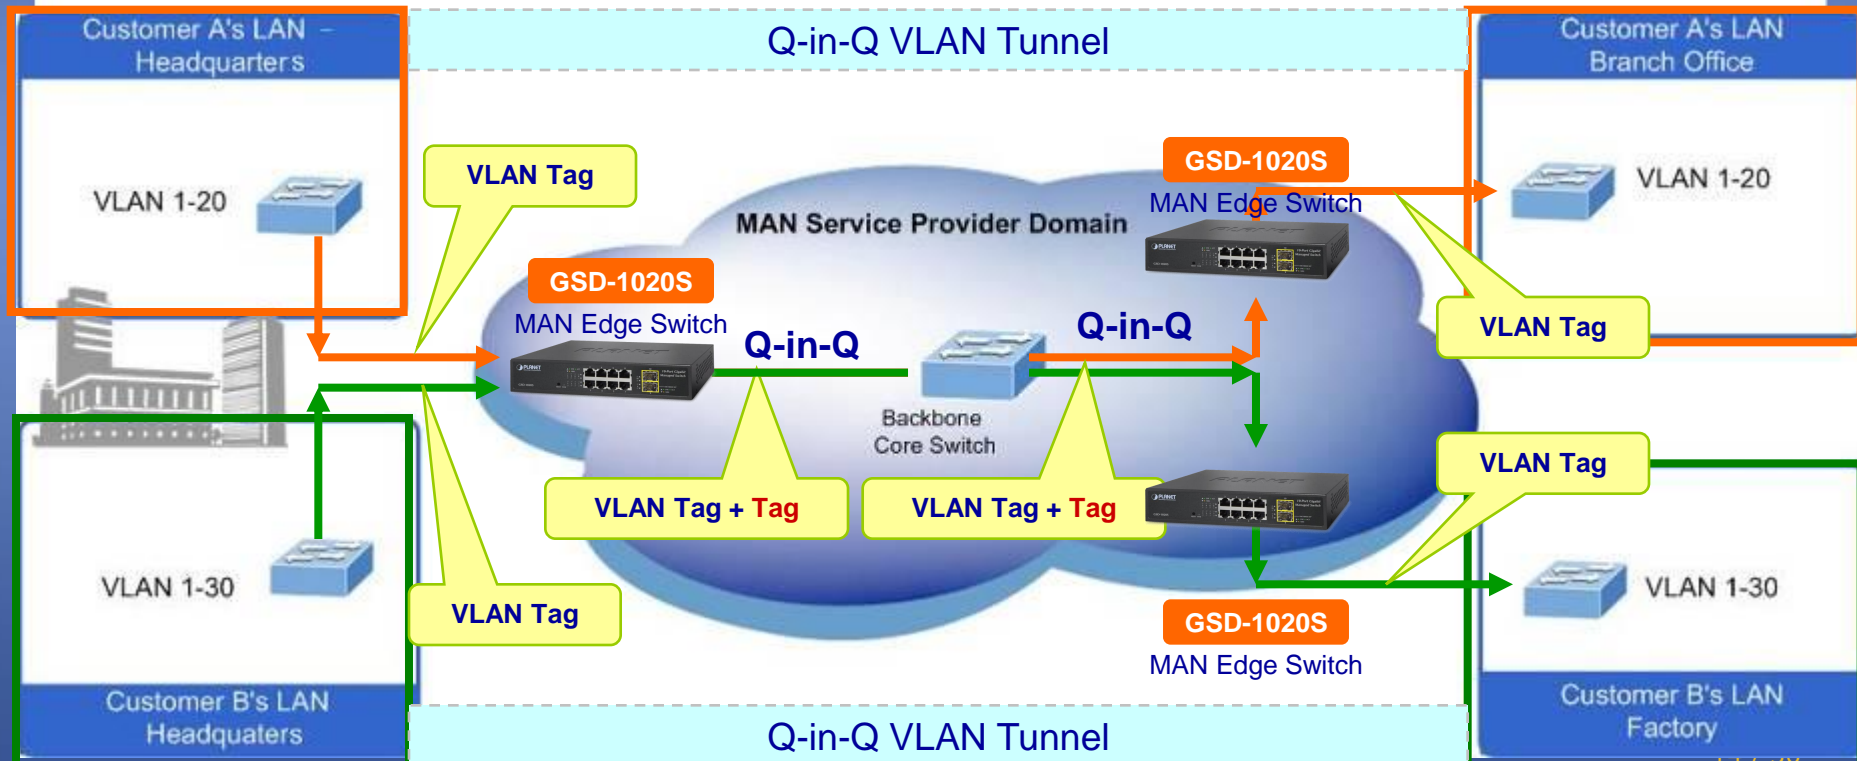 Customer A's LAN –
Headquarters
Q-in-Q VLAN Tunnel
Customer A's LAN
Branch Office
VLAN 1-20
VLAN Tag
MAN Service Provider Domain
GSD-1020S
MAN Edge Switch
VLAN 1-20
VLAN Tag
GSD-1020S
MAN Edge Switch
PLANET
Q-in-Q
Q-in-Q
Backbone
Core Switch
VLAN Tag + Tag
VLAN Tag + Tag
VLAN Tag
VLAN 1-30
VLAN Tag
VLAN 1-30
GSD-1020S
MAN Edge Switch
Customer B's LAN
Headquaters
Q-in-Q VLAN Tunnel
Customer B's LAN
Factory